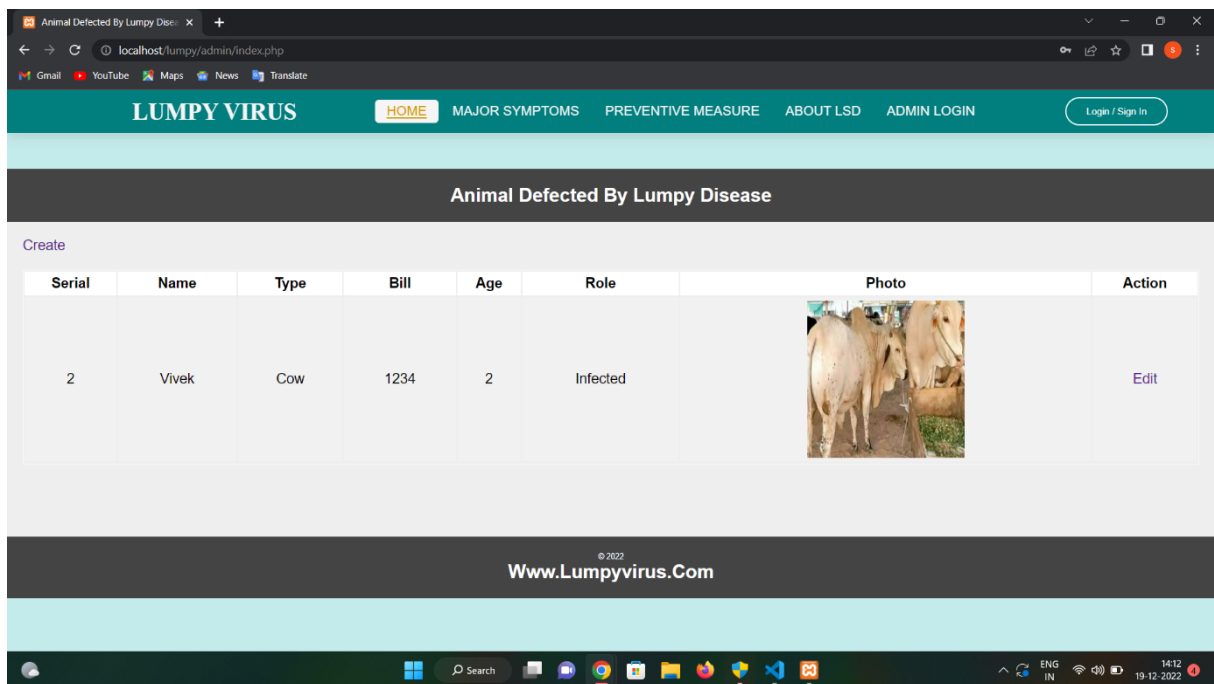 Animal Defected By Lumpy Disea
localhost/lumpy/admin/index.php
Gmail YouTube Maps News Translate
LUMPY VIRUS HOME MAJOR SYMPTOMS PREVENTIVE MEASURE ABOUT LSD ADMIN LOGIN Login / Sign In
Animal Defected By Lumpy Disease
Create
Serial Name Type Bill Age Role Photo Action
2 Vivek Cow 1234 2 Infected Edit
© 2022
Www.Lumpyvirus.Com
Search ENG 14:12
IN 19-12-2022 4